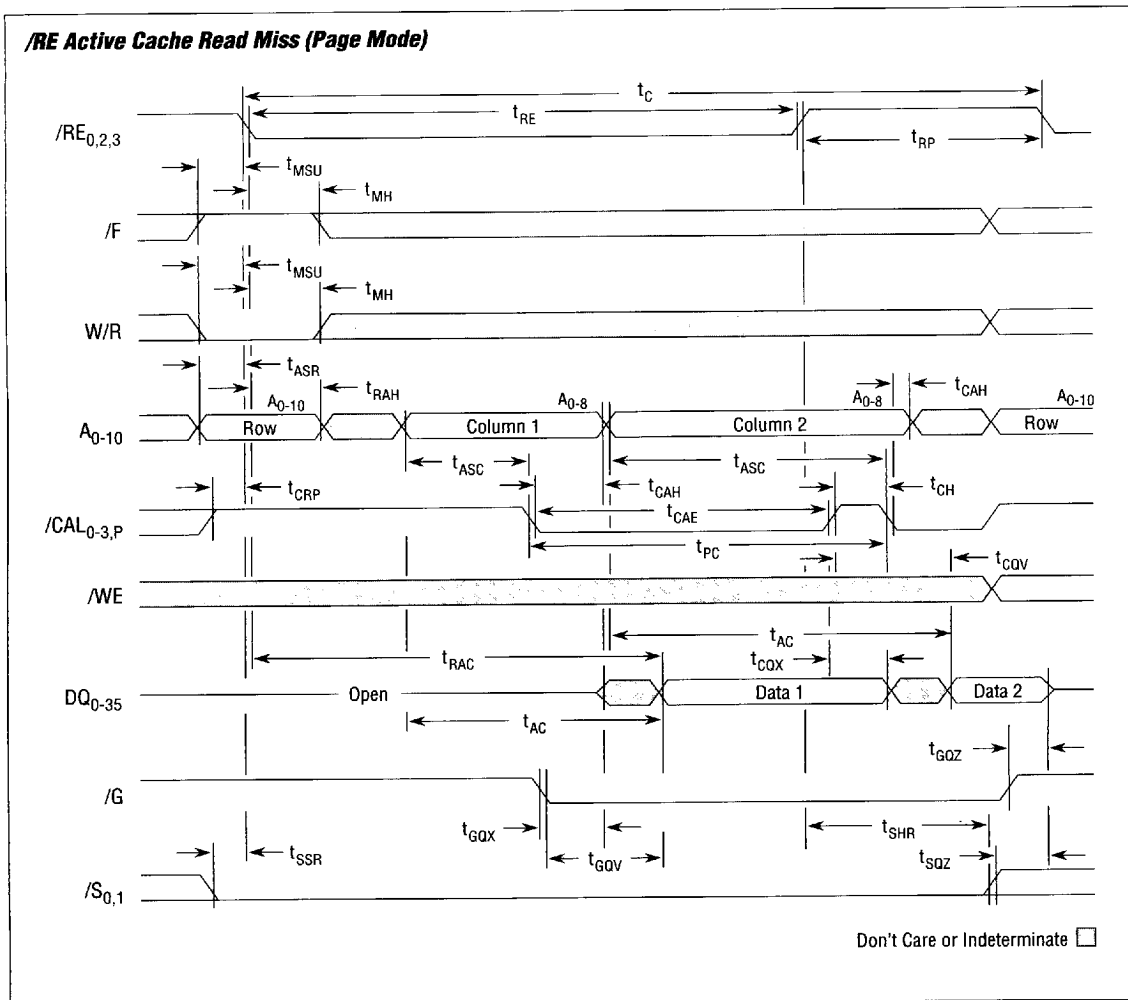 /RE Active Cache Read Miss (Page Mode)
tC
tRE
/RE0,2,3
tRP
tMSU
tMH
/F
tMSU
tMH
W/R
tASR
tRAH
tCAH
A0-10
A0-8
A0-8
A0-10
A0-10
Row
Column 1
Column 2
Row
tASC
tASC
tCRP
tCAH
tCH
tCAE
/CAL0-3,P
tPC
tCQV
/WE
tAC
tRAC
tCQX
DQ0-35
Open
Data 1
Data 2
tAC
tGQZ
/G
tGQX
tSHR
tGQV
tSSR
tSQZ
/S0,1
Don't Care or Indeterminate